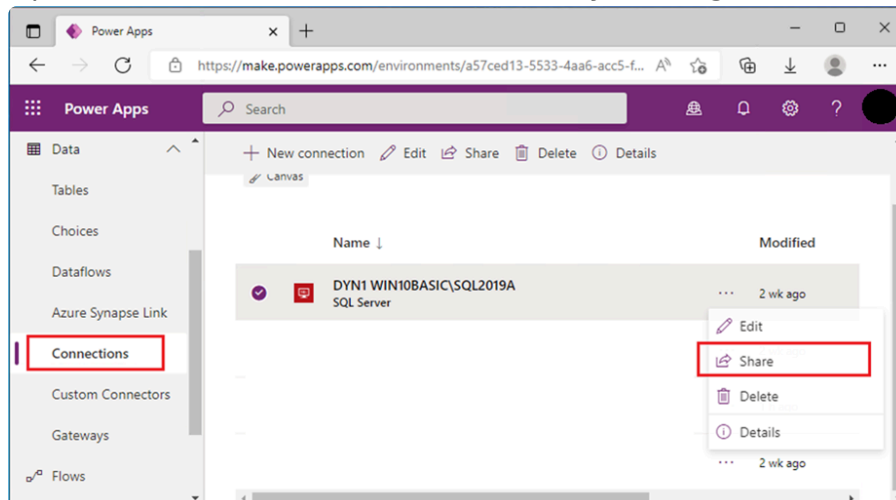 Power Apps
https://make.powerapps.com/environments/a57ced13-5533-4aa6-acc5-f...
Power Apps
Search
?
Data
+ New connection Edit Share Delete Details
Canvas
Tables
Choices
Name ↓ Modified
Dataflows
DYN1 WIN10BASIC\SQL2019A
SQL Server
... 2 wk ago
Azure Synapse Link
Edit
Connections
Share
Custom Connectors
Delete
Gateways
Details
... 2 wk ago
Flows